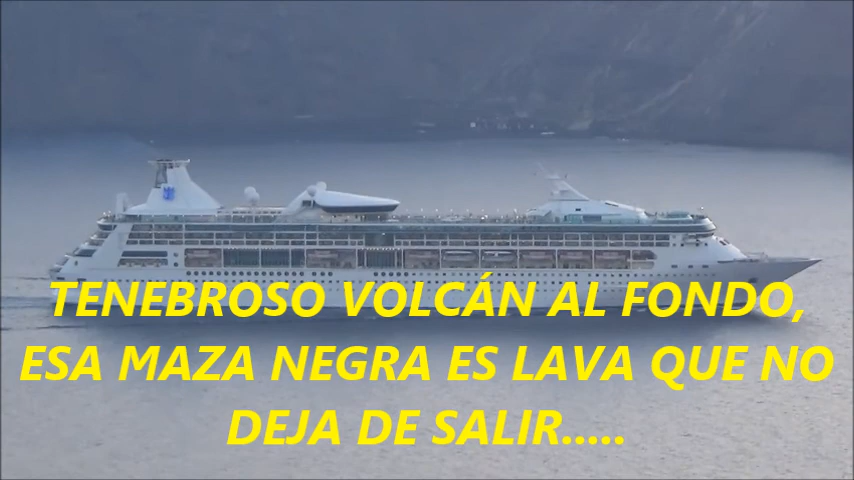 TENEBROSO VOLCÁN AL FONDO,
ESA MAZA NEGRA ES LAVA QUE NO
DEJA DE SALIR.....